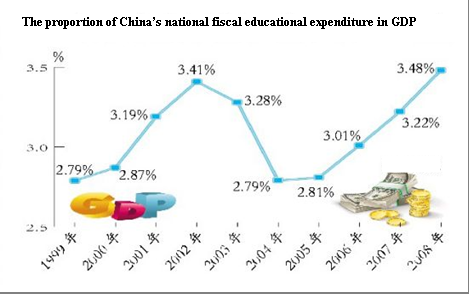 The proportion of China's national fiscal educational expenditure in GDP
%
3.5
3.0
2.5
2.79%
2.87%
3.19%
3.41%
3.28%
2.79%
2.81%
3.01%
3.22%
3.48%
GDP
1999年
2000年
2001年
2002年
2003年
2004年
2005年
2006年
2007年
2008年